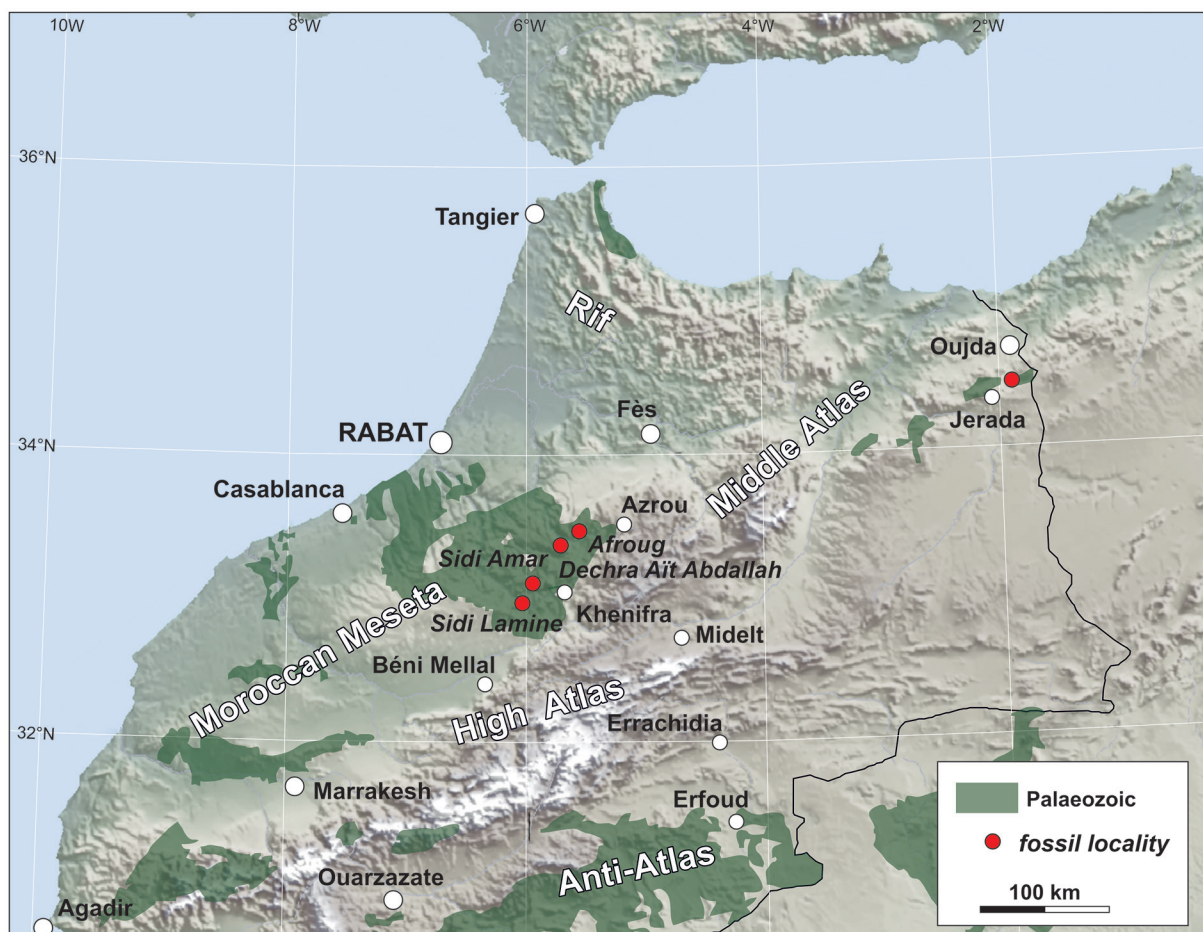 10°W
8°W
6°W
4°W
2°W
36°N
Tangier
Rif
Oujda
Jerada
Fès
RABAT
34°N
Middle Atlas
Casablanca
Azrou
Afroug
Sidi Amar
Dechra Aït Abdallah
Khenifra
Sidi Lamine
Moroccan Meseta
Midelt
Béni Mellal
High Atlas
Errachidia
32°N
Marrakesh
Erfoud
Anti-Atlas
Ouarzazate
Agadir
Palaeozoic
fossil locality
100 km